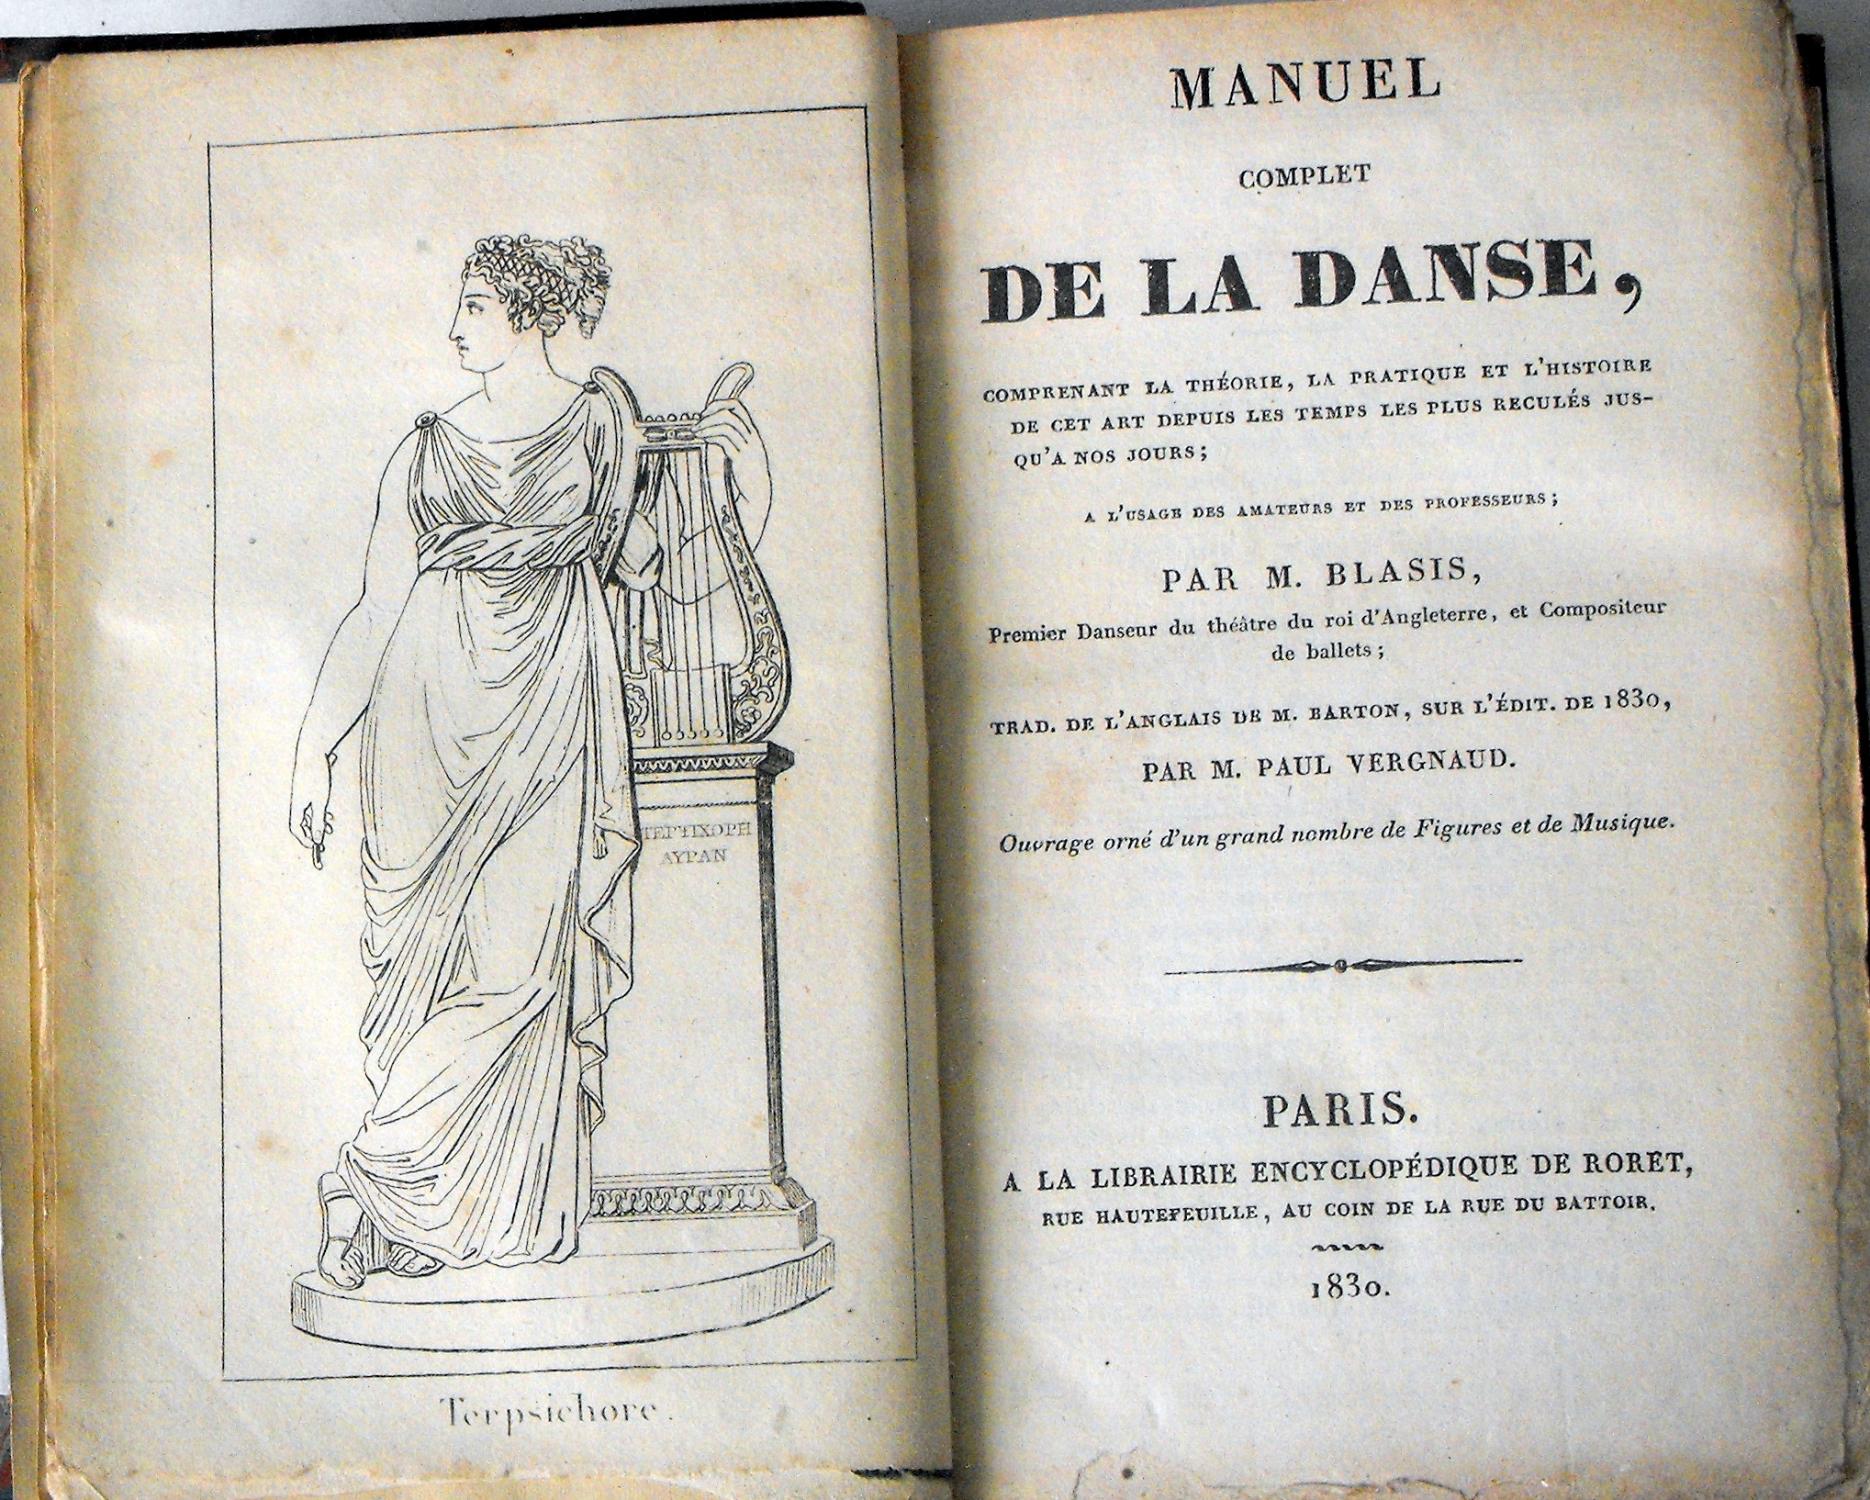 ΤΕΡΨΙΧΟΡΗ
ΛΥΡΑΝ
Terpsichore.
MANUEL
COMPLET
DE LA DANSE,
COMPRENANT LA THÉORIE, LA PRATIQUE ET L'HISTOIRE
DE CET ART DEPUIS LES TEMPS LES PLUS RECULÉS JUS-
QU'A NOS JOURS;
A L'USAGE DES AMATEURS ET DES PROFESSEURS;
PAR M. BLASIS,
Premier Danseur du théâtre du roi d'Angleterre, et Compositeur
de ballets;
TRAD. DE L'ANGLAIS DE M. BARTON, SUR L'ÉDIT. DE 1830,
PAR M. PAUL VERGNAUD.
Ouvrage orné d'un grand nombre de Figures et de Musique.
PARIS.
A LA LIBRAIRIE ENCYCLOPÉDIQUE DE RORET,
RUE HAUTEFEUILLE, AU COIN DE LA RUE DU BATTOIR.
1830.